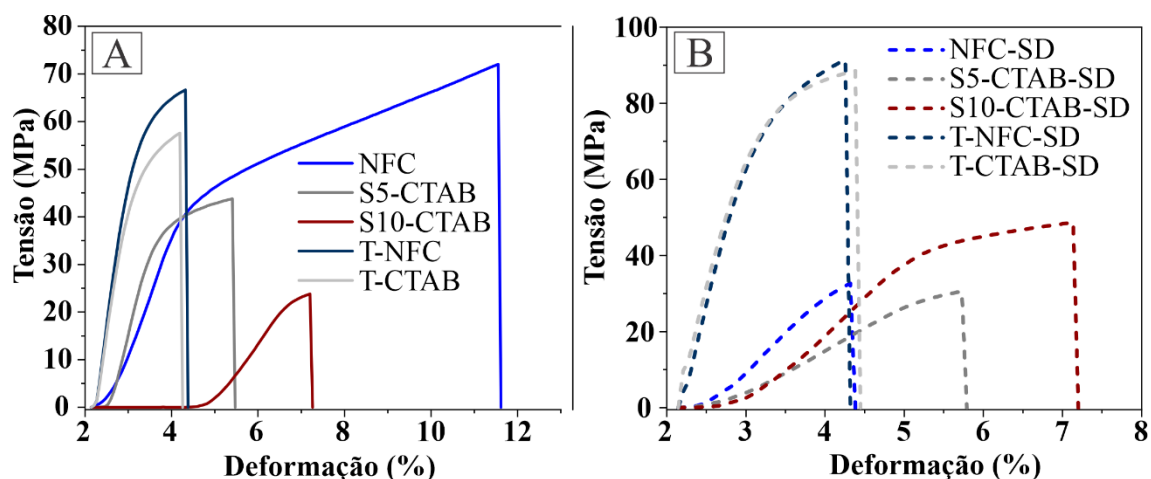 A
80
70
60
50
40
30
20
10
0
Tensão (MPa)
NFC
S5-CTAB
S10-CTAB
T-NFC
T-CTAB
2 4 6 8 10 12
Deformação (%)
B
100
80
60
40
20
0
Tensão (MPa)
NFC-SD
S5-CTAB-SD
S10-CTAB-SD
T-NFC-SD
T-CTAB-SD
2 3 4 5 6 7 8
Deformação (%)